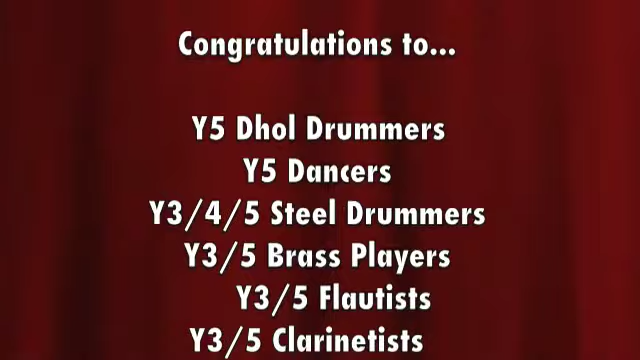 Congratulations to...
Y5 Dhol Drummers
Y5 Dancers
Y3/4/5 Steel Drummers
Y3/5 Brass Players
Y3/5 Flautists
Y3/5 Clarinetists